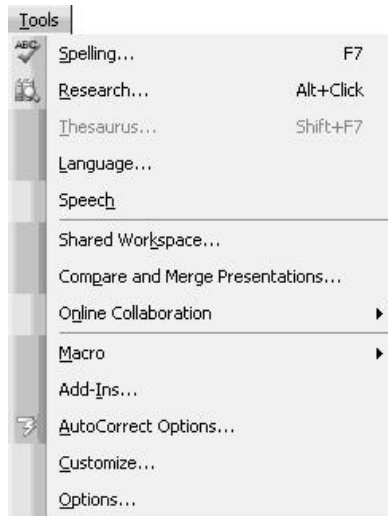 Tools
ABC
Spelling... F7
Research... Alt+Click
Thesaurus... Shift+F7
Language...
Speech
Shared Workspace...
Compare and Merge Presentations...
Online Collaboration
Macro
Add-Ins...
AutoCorrect Options...
Customize...
Options...